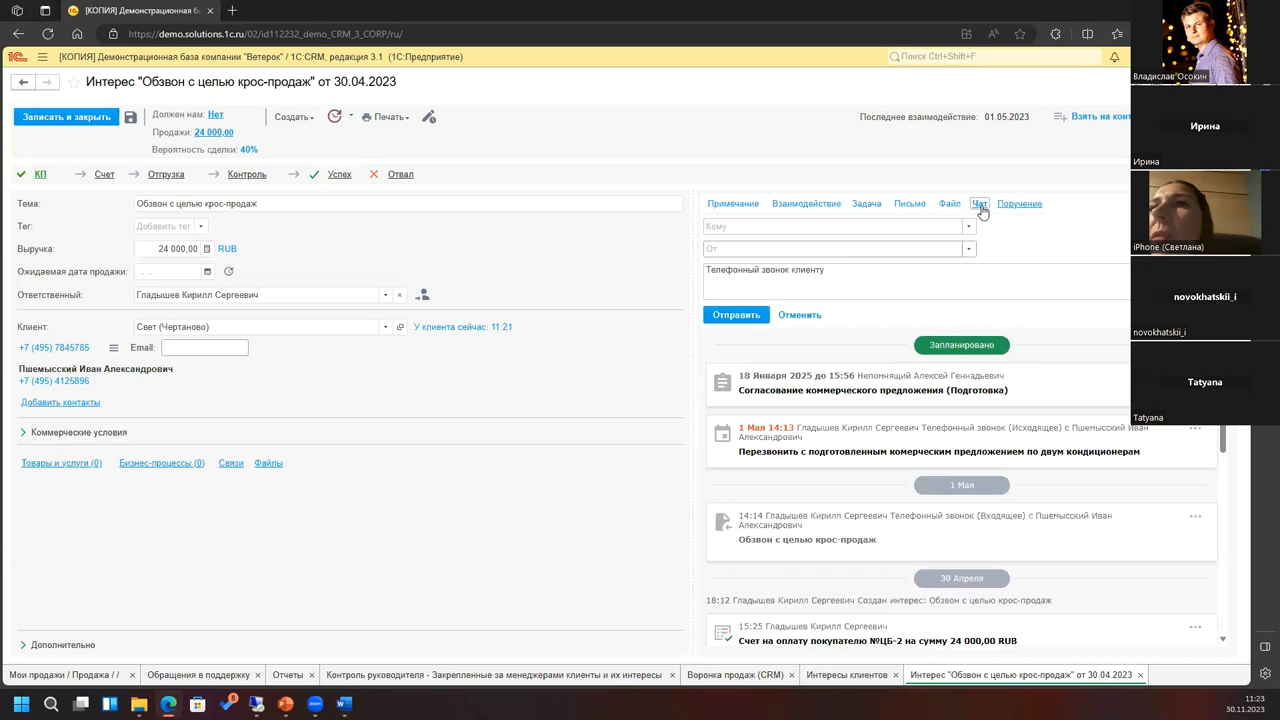 [КОПИЯ] Демонстрационная база ко
https://demo.solutions.1c.ru/02/id112232_demo_CRM_3_CORP/ru/
[КОПИЯ] Демонстрационная база компании "Ветерок" / 1С:CRM, редакция 3.1 (1С:Предприятие)
Поиск Ctrl+Shift+F
Интерес "Обзвон с целью крос-продаж" от 30.04.2023
Записать и закрыть
Должен нам: Нет
Продажи: 24 000,00
Вероятность сделки: 40%
Создать
Печать
Последнее взаимодействие: 01.05.2023
Взять на кон
КП
Счет
Отгрузка
Контроль
Успех
Отвал
Тема: Обзвон с целью крос-продаж
Тег: Добавить тег
Выручка: 24 000,00 RUB
Ожидаемая дата продажи: . .
Ответственный: Гладышев Кирилл Сергеевич
Клиент: Свет (Чертаново) У клиента сейчас: 11:21
+7 (495) 7845785 Email:
Пшемысский Иван Александрович
+7 (495) 4125896
Добавить контакты
Коммерческие условия
Товары и услуги (0) Бизнес-процессы (0) Связи Файлы
Дополнительно
Примечание Взаимодействие Задача Письмо Файл Чат Поручение
Кому
От
Телефонный звонок клиенту
Отправить Отменить
Запланировано
18 Января 2025 до 15:56 Непомнящий Алексей Геннадьевич
Согласование коммерческого предложения (Подготовка)
1 Мая 14:13 Гладышев Кирилл Сергеевич Телефонный звонок (Исходящее) с Пшемысский Иван
Александрович
Перезвонить с подготовленным комерческим предложением по двум кондиционерам
1 Мая
14:14 Гладышев Кирилл Сергеевич Телефонный звонок (Входящее) с Пшемысский Иван
Александрович
Обзвон с целью крос-продаж
30 Апреля
18:12 Гладышев Кирилл Сергеевич Создан интерес: Обзвон с целью крос-продаж
15:25 Гладышев Кирилл Сергеевич
Счет на оплату покупателю №ЦБ-2 на сумму 24 000,00 RUB
Владислав Осокин
Ирина
Ирина
iPhone (Светлана)
novokhatskii_i
novokhatskii_i
Tatyana
Tatyana
Мои продажи / Продажа / /
Обращения в поддержку
Отчеты
Контроль руководителя - Закрепленные за менеджерами клиенты и их интересы
Воронка продаж (CRM)
Интересы клиентов
Интерес "Обзвон с целью крос-продаж" от 30.04.2023
11:23
30.11.2023